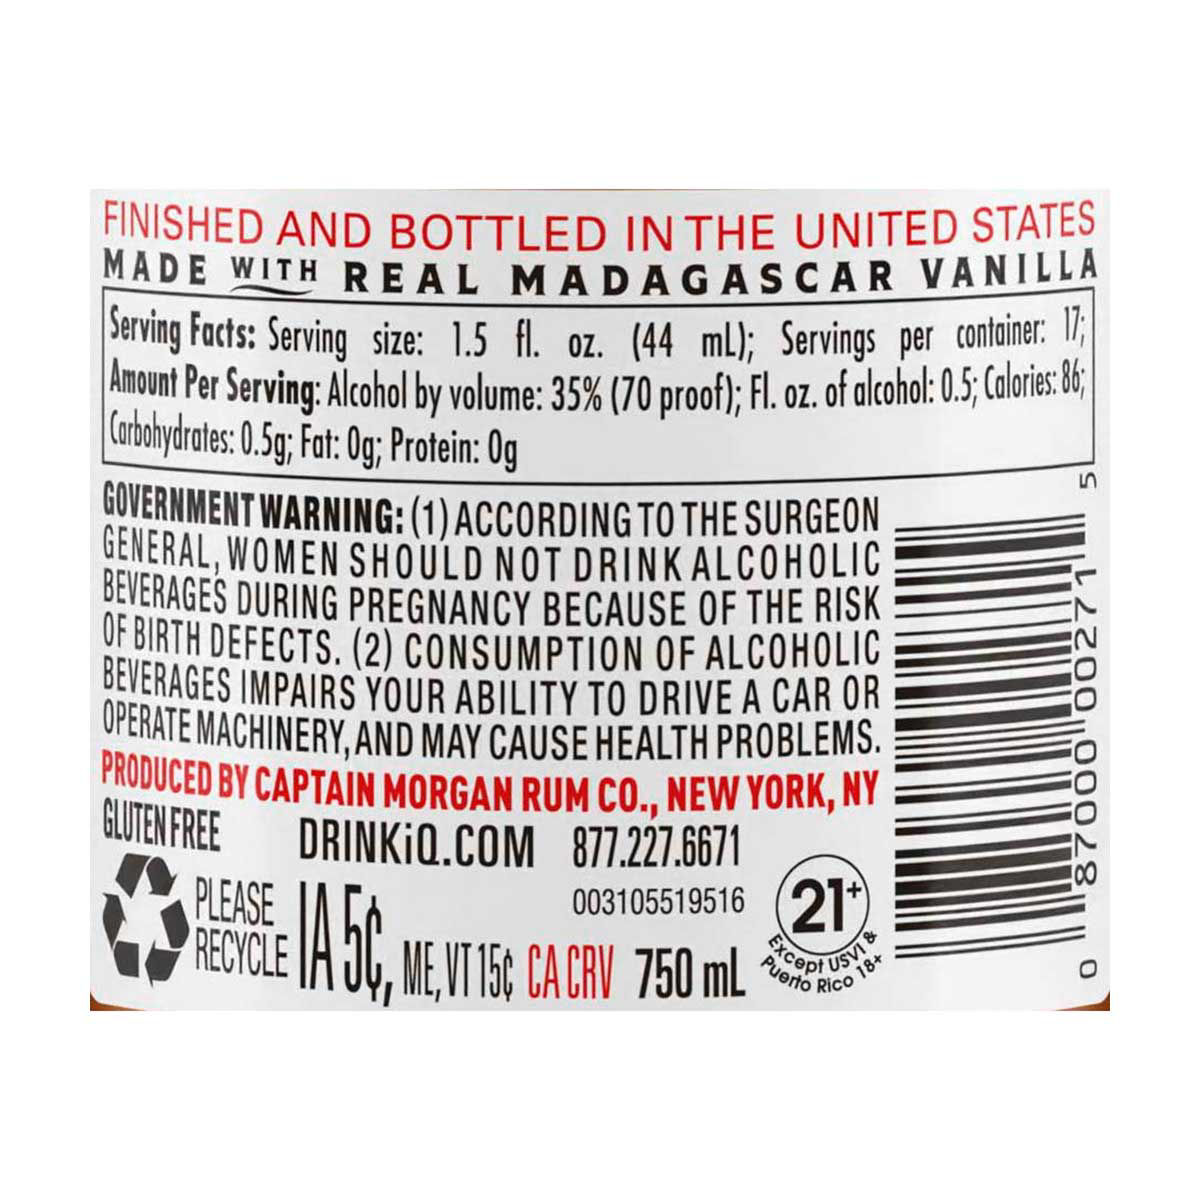 FINISHED AND BOTTLED IN THE UNITED STATES
MADE WITH REAL MADAGASCAR VANILLA
Serving Facts: Serving size: 1.5 fl. oz. (44 mL); Servings per container: 17;
Amount Per Serving: Alcohol by volume: 35% (70 proof); Fl. oz. of alcohol: 0.5; Calories: 86;
Carbohydrates: 0.5g; Fat: 0g; Protein: 0g
GOVERNMENT WARNING: (1) ACCORDING TO THE SURGEON
GENERAL, WOMEN SHOULD NOT DRINK ALCOHOLIC
BEVERAGES DURING PREGNANCY BECAUSE OF THE RISK
OF BIRTH DEFECTS. (2) CONSUMPTION OF ALCOHOLIC
BEVERAGES IMPAIRS YOUR ABILITY TO DRIVE A CAR OR
OPERATE MACHINERY, AND MAY CAUSE HEALTH PROBLEMS.
PRODUCED BY CAPTAIN MORGAN RUM CO., NEW YORK, NY
GLUTEN FREE
DRINKiQ.COM 877.227.6671
003105519516
PLEASE
RECYCLE
IA 5¢, ME, VT 15¢ CA CRV 750 mL
21+
Except USVI &
Puerto Rico 18+
0 87000 00271 5